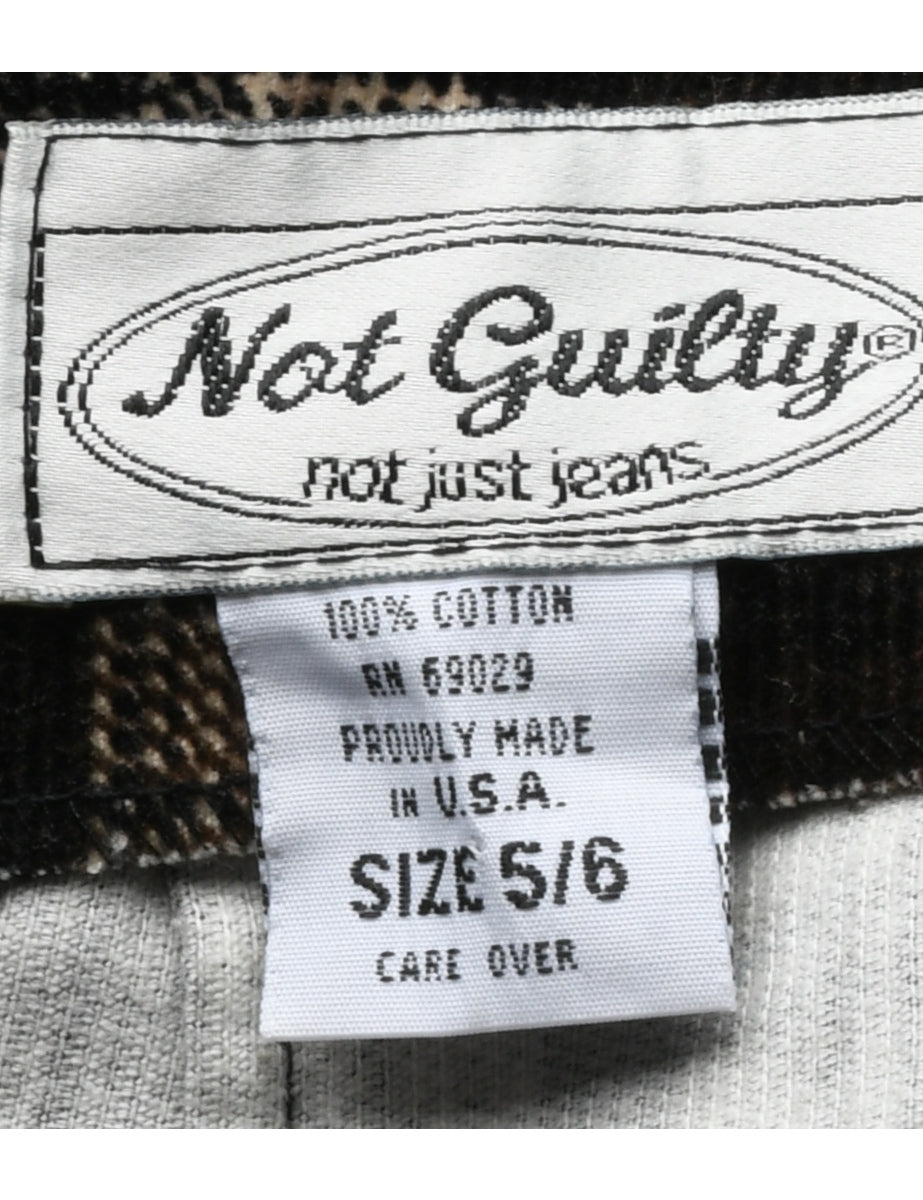 Not Guilty®
not just jeans
100% COTTON
RN 69029
PROUDLY MADE
IN U.S.A.
SIZE 5/6
CARE OVER